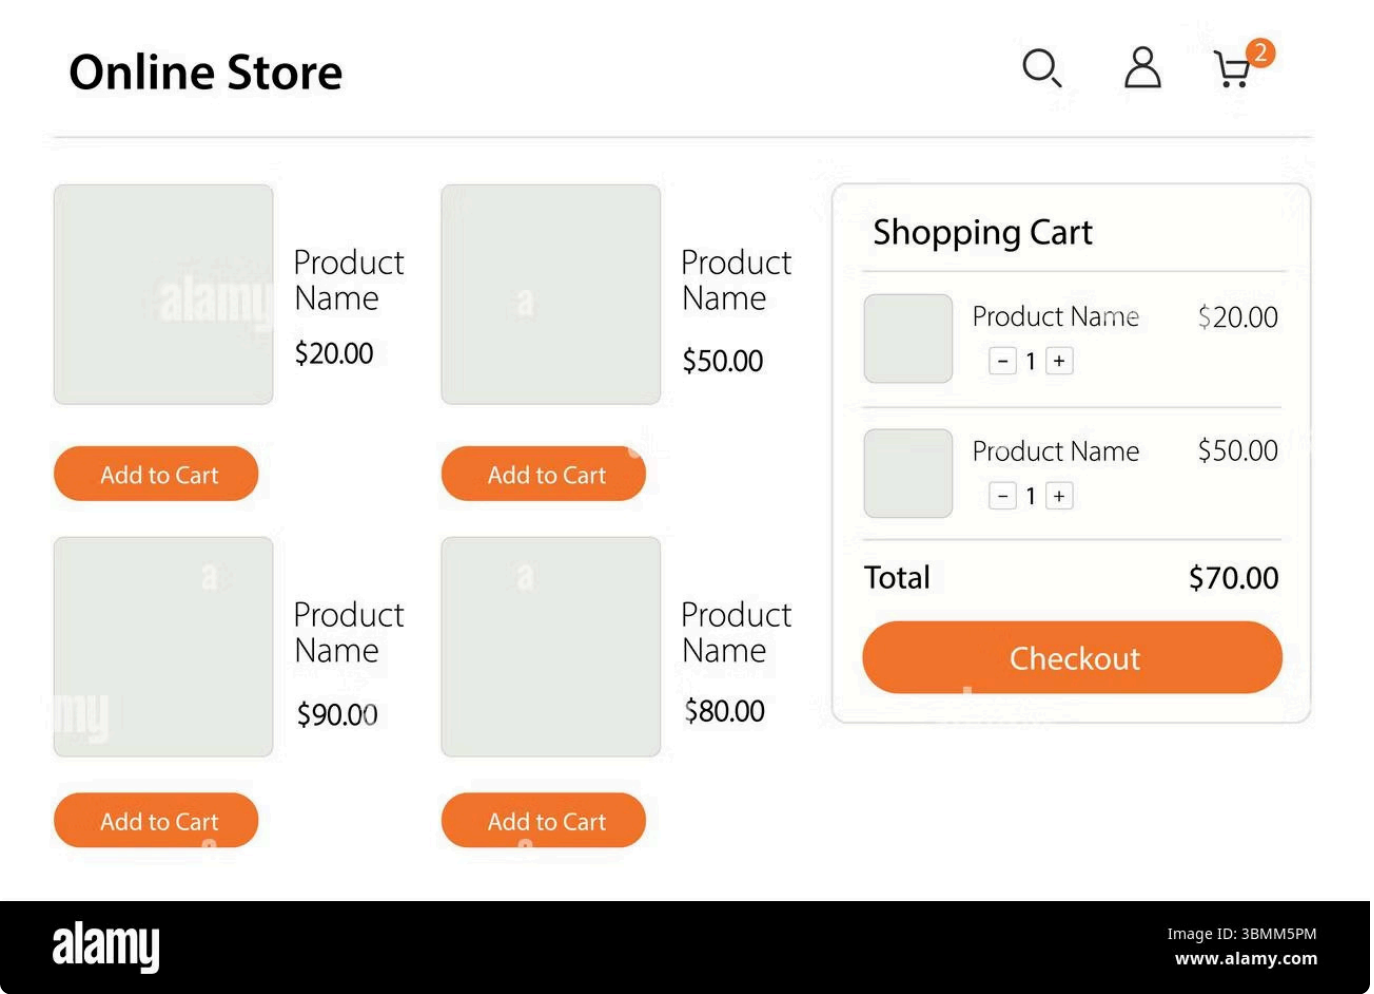 Online Store
2
Product
Name
$20.00
Add to Cart
Product
Name
$50.00
Add to Cart
Product
Name
$90.00
Add to Cart
Product
Name
$80.00
Add to Cart
Shopping Cart
Product Name $20.00
− 1 +
Product Name $50.00
− 1 +
Total $70.00
Checkout
alamy
a
a
a
my
alamy
Image ID: 3BMM5PM
www.alamy.com